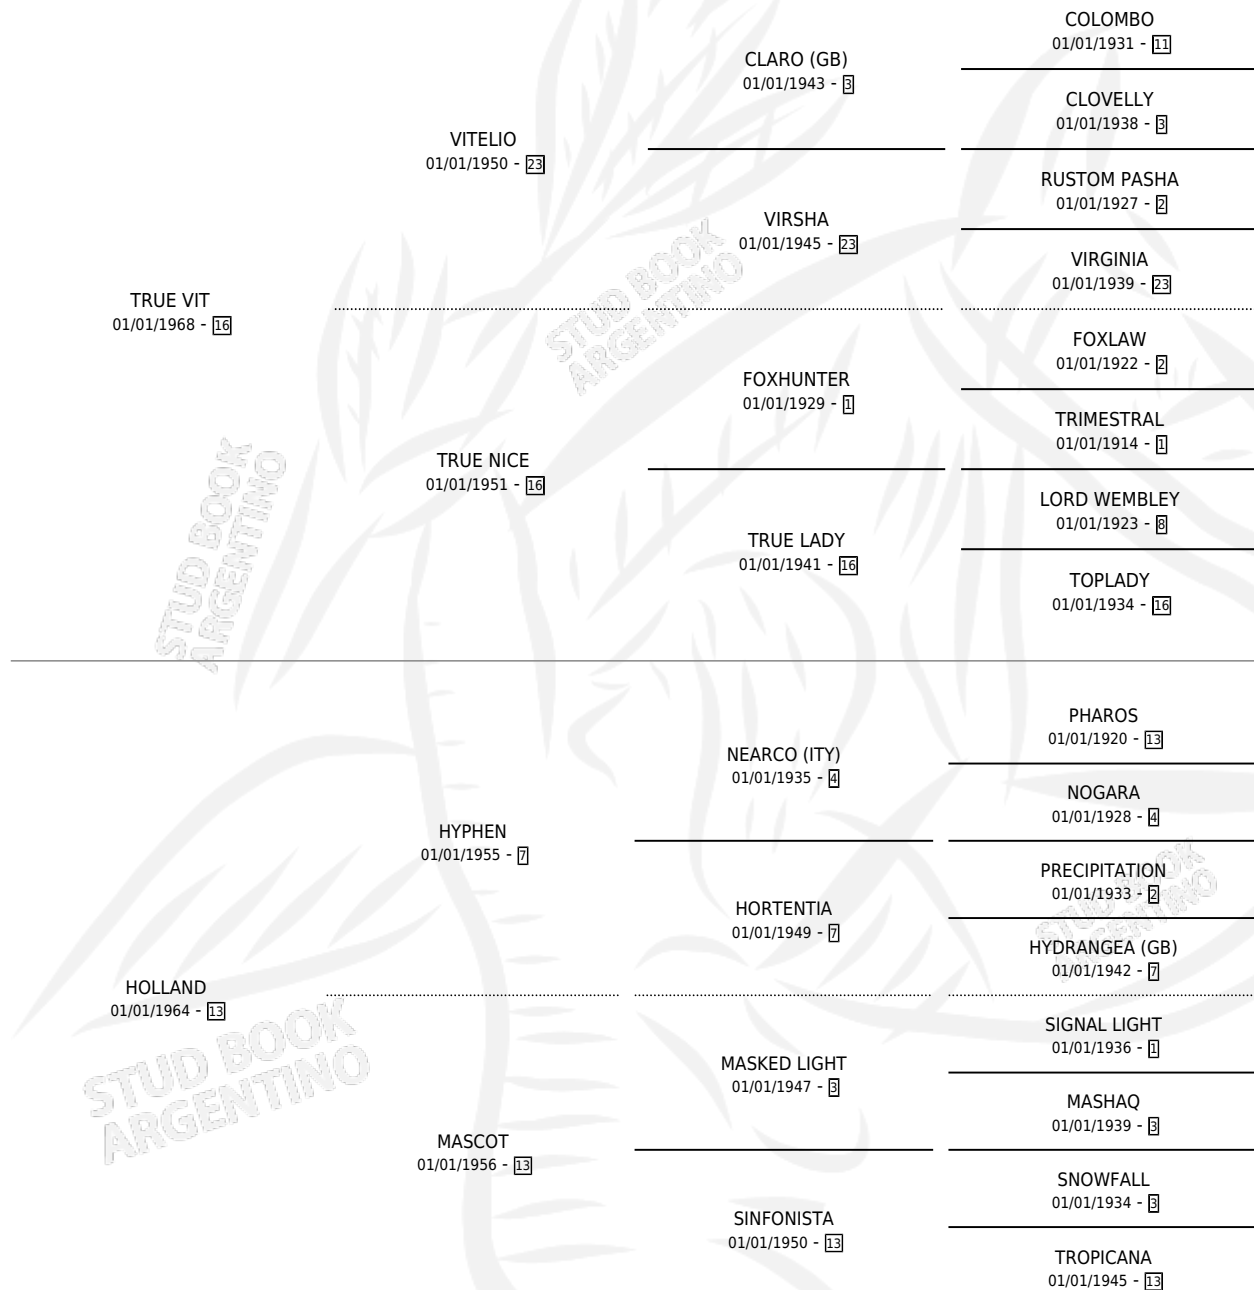 COLOMBO
01/01/1931 - 11
CLARO (GB)
01/01/1943 - 3
CLOVELLY
01/01/1938 - 3
VITELIO
01/01/1950 - 23
RUSTOM PASHA
01/01/1927 - 2
VIRSHA
01/01/1945 - 23
VIRGINIA
01/01/1939 - 23
TRUE VIT
01/01/1968 - 16
FOXLAW
01/01/1922 - 2
FOXHUNTER
01/01/1929 - 1
TRIMESTRAL
01/01/1914 - 1
TRUE NICE
01/01/1951 - 16
LORD WEMBLEY
01/01/1923 - 8
TRUE LADY
01/01/1941 - 16
TOPLADY
01/01/1934 - 16
PHAROS
01/01/1920 - 13
NEARCO (ITY)
01/01/1935 - 4
NOGARA
01/01/1928 - 4
HYPHEN
01/01/1955 - 7
PRECIPITATION
01/01/1933 - 2
HORTENTIA
01/01/1949 - 7
HYDRANGEA (GB)
01/01/1942 - 7
HOLLAND
01/01/1964 - 13
SIGNAL LIGHT
01/01/1936 - 1
MASKED LIGHT
01/01/1947 - 3
MASHAQ
01/01/1939 - 3
MASCOT
01/01/1956 - 13
SNOWFALL
01/01/1934 - 3
SINFONISTA
01/01/1950 - 13
TROPICANA
01/01/1945 - 13
STUD BOOK
ARGENTINO
STUD BOOK
ARGENTINO
STUD BOOK
ARGENTINO
STUD BOOK
ARGENTINO